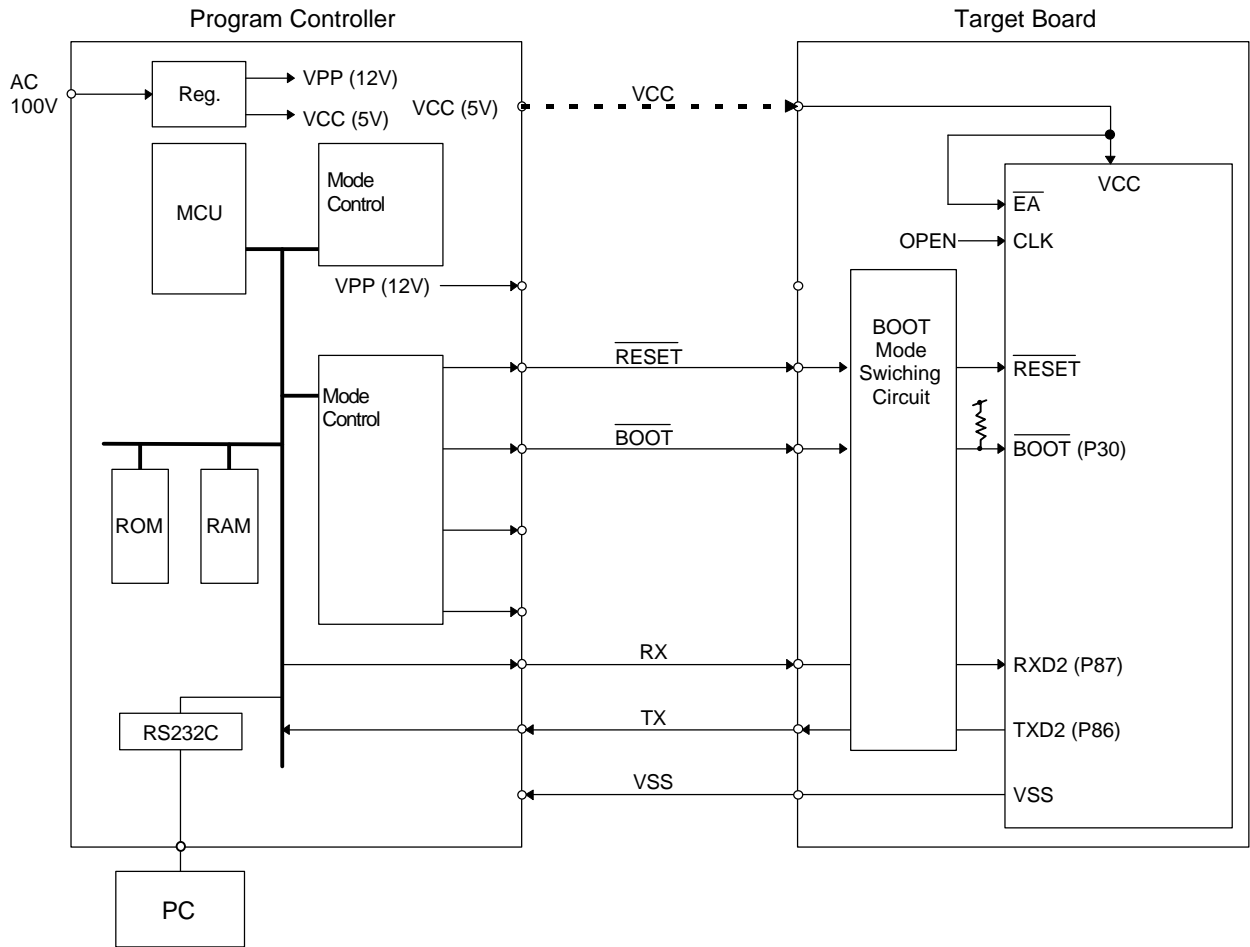 Program Controller
Target Board
AC
100V
Reg.
VPP (12V)
VCC (5V)
VCC (5V)
VCC
MCU
Mode
Control
VPP (12V)
VCC
EA
OPEN
CLK
BOOT
Mode
Swiching
Circuit
Mode
Control
RESET
RESET
BOOT
BOOT (P30)
ROM
RAM
RX
RXD2 (P87)
RS232C
TX
TXD2 (P86)
VSS
VSS
PC